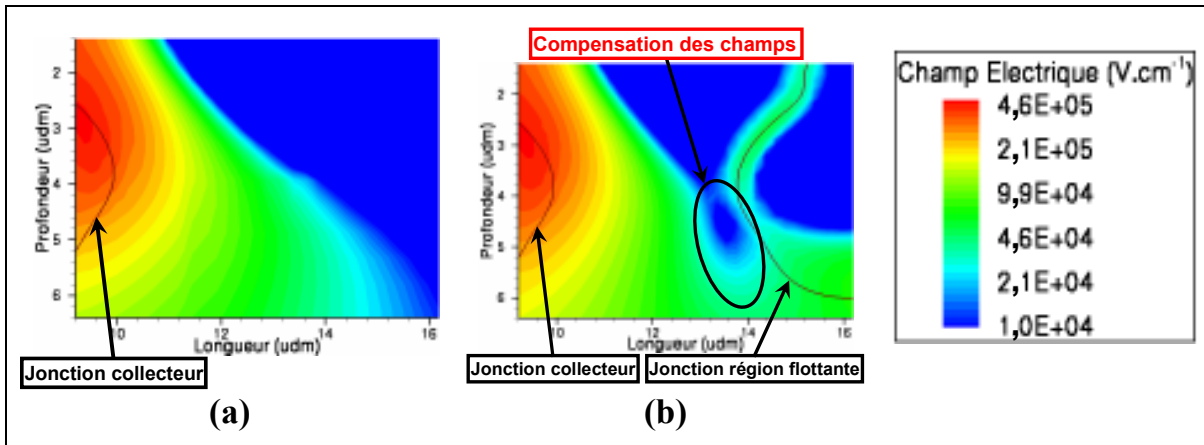 Compensation des champs
Profondeur (udm)
2
3
4
5
6
10
12
14
16
Longueur (udm)
Jonction collecteur
(a)
Profondeur (udm)
2
3
4
5
6
10
12
14
16
Longueur (udm)
Jonction collecteur
Jonction région flottante
(b)
Champ Electrique (V.cm-1)
4,6E+05
2,1E+05
9,9E+04
4,6E+04
2,1E+04
1,0E+04